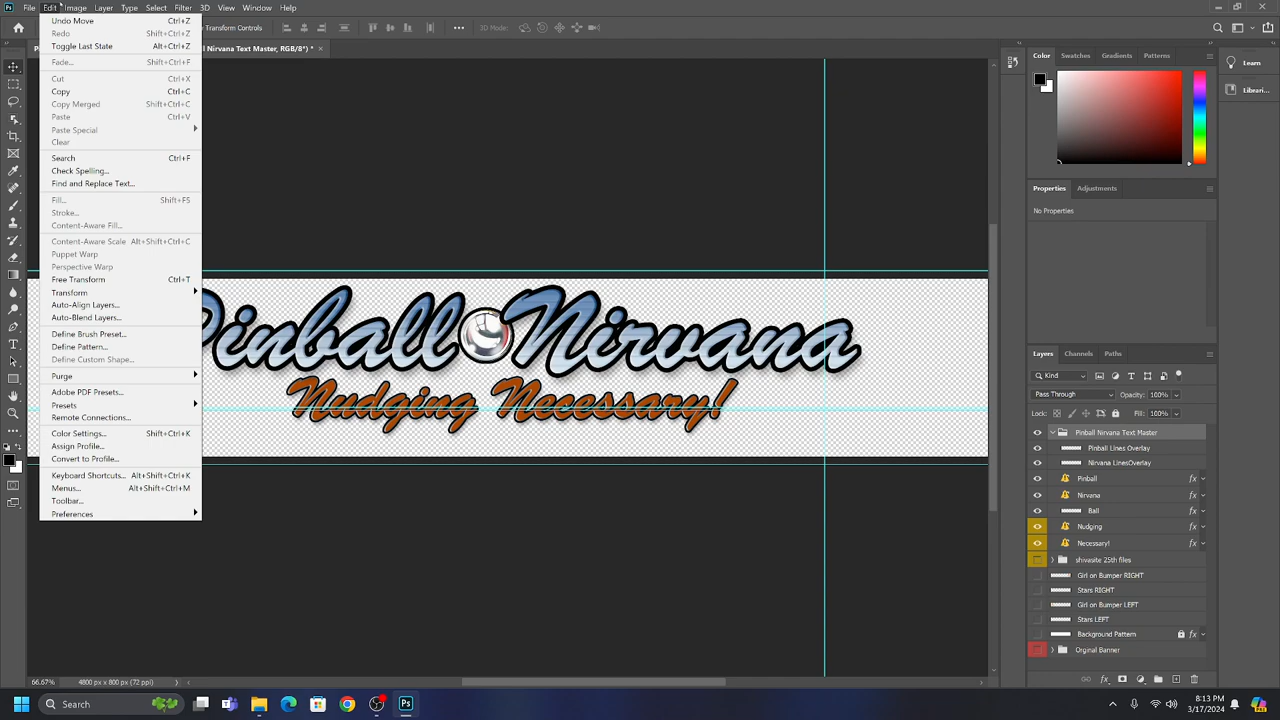 File Edit Image Layer Type Select Filter 3D View Window Help
Transform Controls 3D Mode:
Nirvana Text Master, RGB/8*) * ×
Undo Move Ctrl+Z
Redo Shift+Ctrl+Z
Toggle Last State Alt+Ctrl+Z
Fade... Shift+Ctrl+F
Cut Ctrl+X
Copy Ctrl+C
Copy Merged Shift+Ctrl+C
Paste Ctrl+V
Paste Special
Clear
Search Ctrl+F
Check Spelling...
Find and Replace Text...
Fill... Shift+F5
Stroke...
Content-Aware Fill...
Content-Aware Scale Alt+Shift+Ctrl+C
Puppet Warp
Perspective Warp
Free Transform Ctrl+T
Transform
Auto-Align Layers...
Auto-Blend Layers...
Define Brush Preset...
Define Pattern...
Define Custom Shape...
Purge
Adobe PDF Presets...
Presets
Remote Connections...
Color Settings... Shift+Ctrl+K
Assign Profile...
Convert to Profile...
Keyboard Shortcuts... Alt+Shift+Ctrl+K
Menus... Alt+Shift+Ctrl+M
Toolbar...
Preferences
Pinball Nirvana
Nudging Necessary!
Color Swatches Gradients Patterns
Learn
Librari...
Properties Adjustments
No Properties
Layers Channels Paths
Kind
Pass Through Opacity: 100%
Lock: Fill: 100%
Pinball Nirvana Text Master
Pinball Lines Overlay
Nirvana LinesOverlay
Pinball fx
Nirvana fx
Ball
Nudging fx
Necessary! fx
shivasite 25th files
Girl on Bumper RIGHT
Stars RIGHT
Girl on Bumper LEFT
Stars LEFT
Background Pattern fx
Orginal Banner
66.67% 4800 px x 800 px (72 ppi)
Search
Ps
8:13 PM
3/17/2024